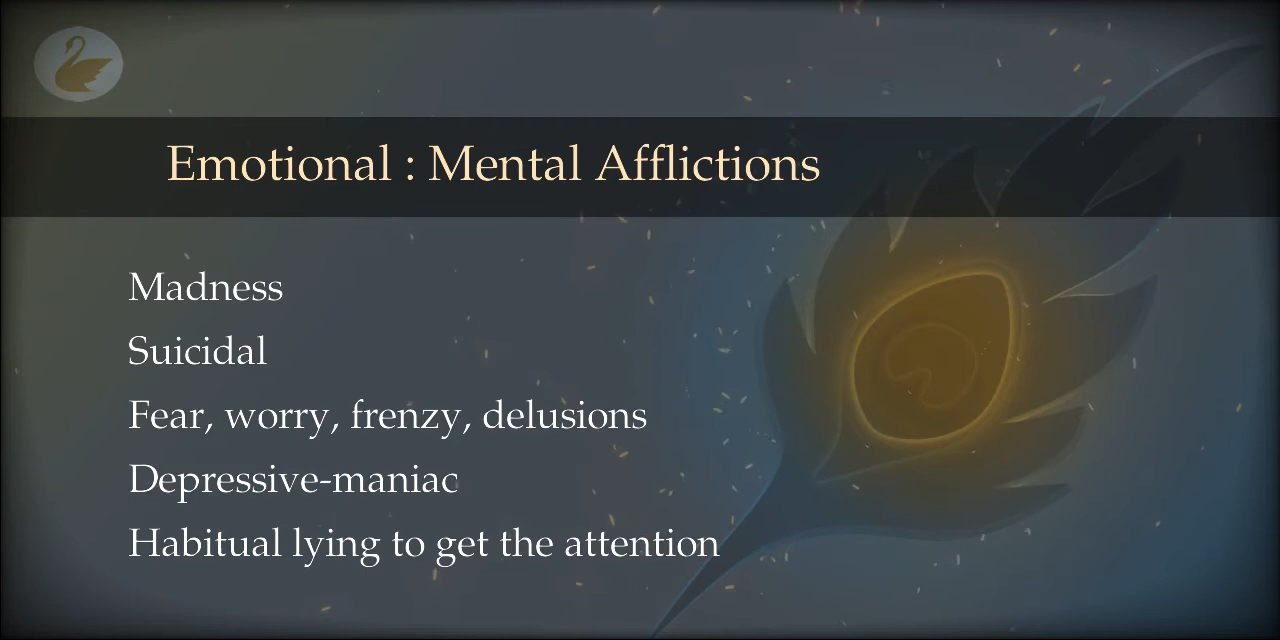 Emotional : Mental Afflictions
Madness
Suicidal
Fear, worry, frenzy, delusions
Depressive-maniac
Habitual lying to get the attention